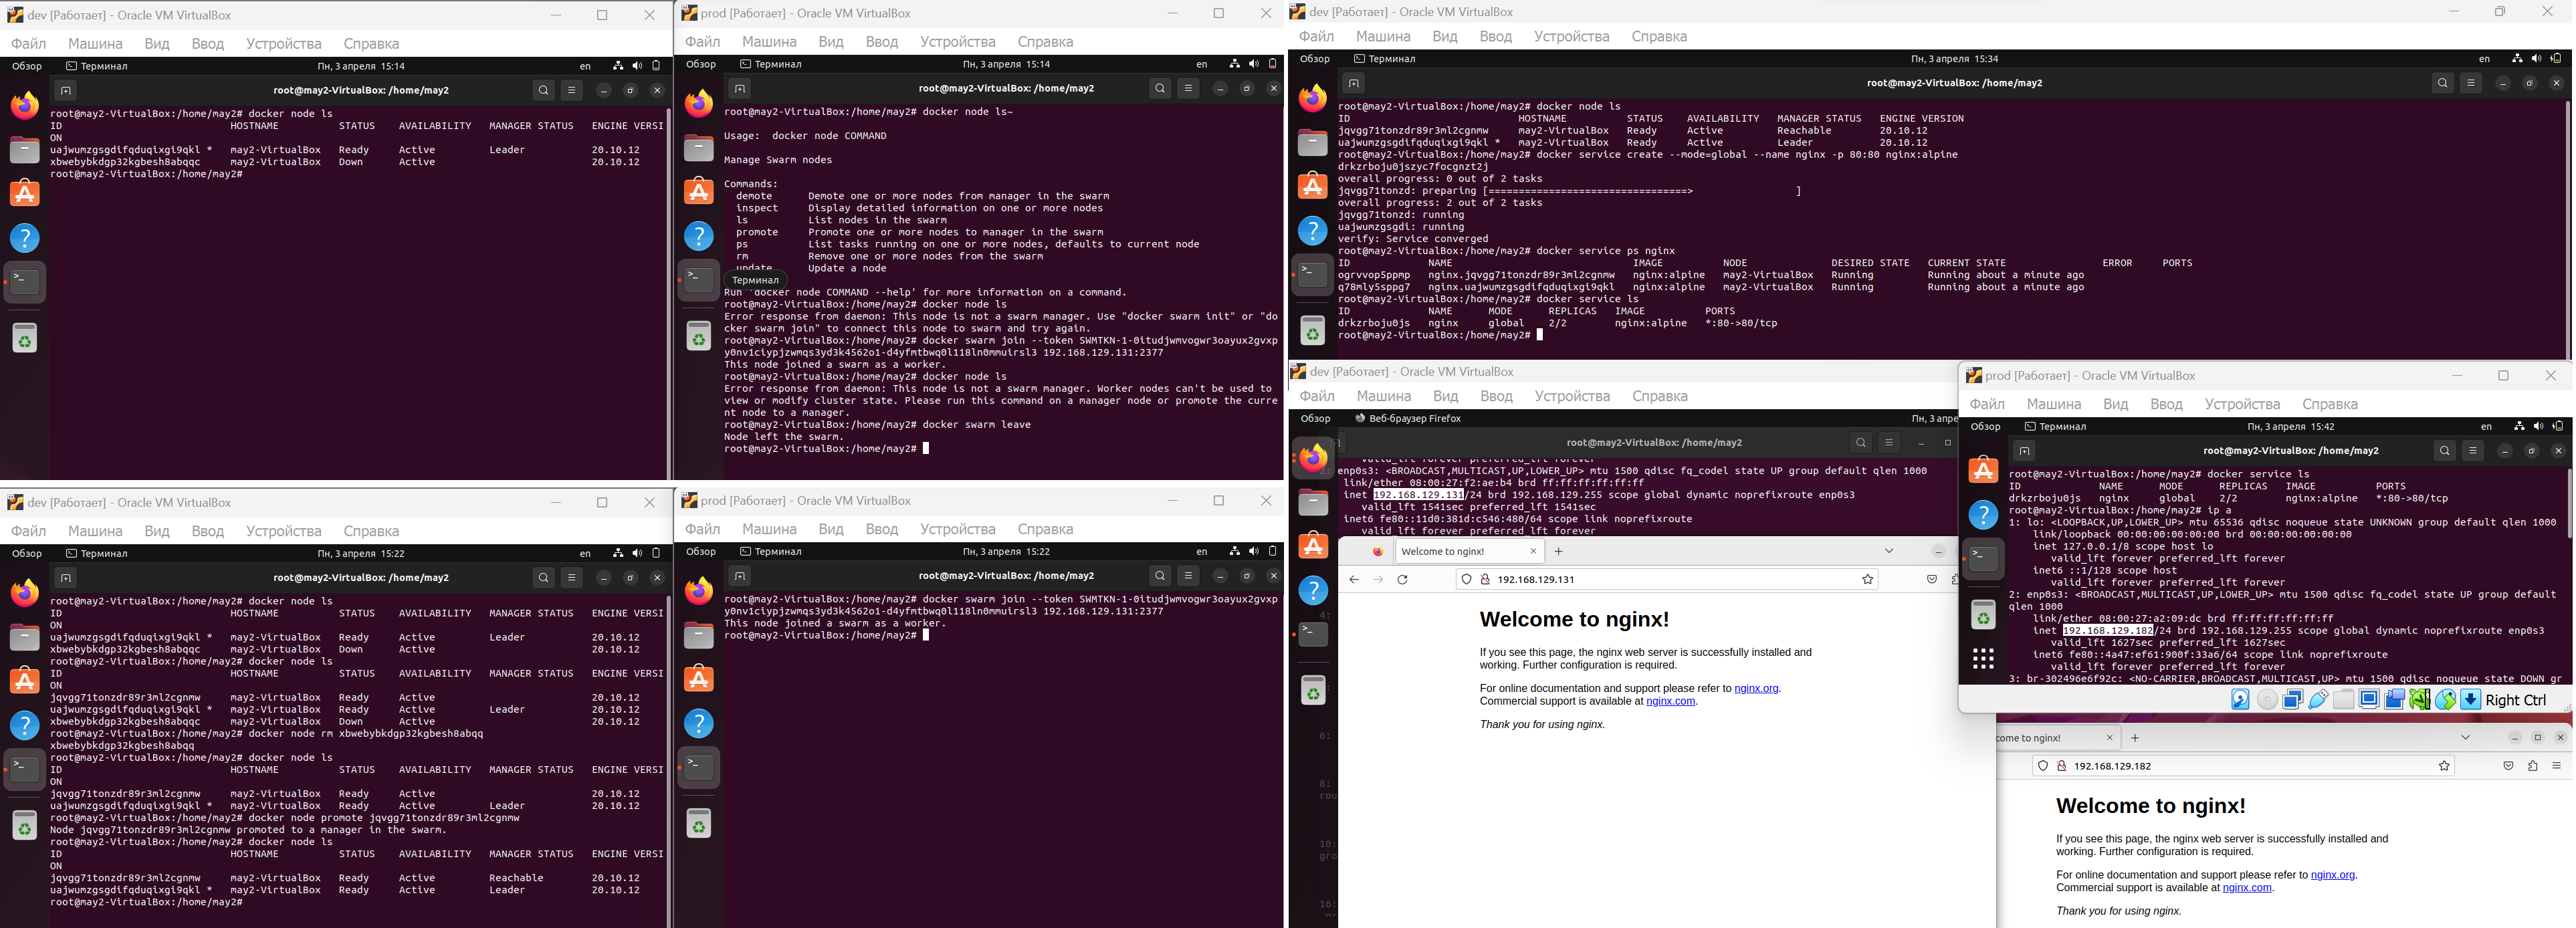 dev [Работает] - Oracle VM VirtualBox
Файл Машина Вид Ввод Устройства Справка
Обзор Терминал Пн, 3 апреля 15:14 en
root@may2-VirtualBox: /home/may2
root@may2-VirtualBox:/home/may2# docker node ls
ID HOSTNAME STATUS AVAILABILITY MANAGER STATUS ENGINE VERSI
ON
uajwumzgsgdifqduqixgi9qkl * may2-VirtualBox Ready Active Leader 20.10.12
xbwebybkdgp32kgbesh8abqqc may2-VirtualBox Down Active 20.10.12
root@may2-VirtualBox:/home/may2#
prod [Работает] - Oracle VM VirtualBox
Файл Машина Вид Ввод Устройства Справка
Обзор Терминал Пн, 3 апреля 15:14 en
root@may2-VirtualBox: /home/may2
root@may2-VirtualBox:/home/may2# docker node ls~
Usage: docker node COMMAND
Manage Swarm nodes
Commands:
demote Demote one or more nodes from manager in the swarm
inspect Display detailed information on one or more nodes
ls List nodes in the swarm
promote Promote one or more nodes to manager in the swarm
ps List tasks running on one or more nodes, defaults to current node
rm Remove one or more nodes from the swarm
update Update a node
Терминал
Run 'docker node COMMAND --help' for more information on a command.
root@may2-VirtualBox:/home/may2# docker node ls
Error response from daemon: This node is not a swarm manager. Use "docker swarm init" or "do
cker swarm join" to connect this node to swarm and try again.
root@may2-VirtualBox:/home/may2# docker swarm join --token SWMTKN-1-0itudjwmvogwr3oayux2gvxp
y0nv1ciypjzwmqs3yd3k4562o1-d4yfmtbwq0l118ln0mmuirsl3 192.168.129.131:2377
This node joined a swarm as a worker.
root@may2-VirtualBox:/home/may2# docker node ls
Error response from daemon: This node is not a swarm manager. Worker nodes can't be used to
view or modify cluster state. Please run this command on a manager node or promote the curre
nt node to a manager.
root@may2-VirtualBox:/home/may2# docker swarm leave
Node left the swarm.
root@may2-VirtualBox:/home/may2#
dev [Работает] - Oracle VM VirtualBox
Файл Машина Вид Ввод Устройства Справка
Обзор Терминал Пн, 3 апреля 15:34 en
root@may2-VirtualBox: /home/may2
root@may2-VirtualBox:/home/may2# docker node ls
ID HOSTNAME STATUS AVAILABILITY MANAGER STATUS ENGINE VERSION
jqvgg71tonzdr89r3ml2cgnmw may2-VirtualBox Ready Active Reachable 20.10.12
uajwumzgsgdifqduqixgi9qkl * may2-VirtualBox Ready Active Leader 20.10.12
root@may2-VirtualBox:/home/may2# docker service create --mode=global --name nginx -p 80:80 nginx:alpine
drkzrboju0jszyc7focgnzt2j
overall progress: 0 out of 2 tasks
jqvgg71tonzd: preparing [=================================> ]
overall progress: 2 out of 2 tasks
jqvgg71tonzd: running
uajwumzgsgdi: running
verify: Service converged
root@may2-VirtualBox:/home/may2# docker service ps nginx
ID NAME IMAGE NODE DESIRED STATE CURRENT STATE ERROR PORTS
ogrvvop5ppmp nginx.jqvgg71tonzdr89r3ml2cgnmw nginx:alpine may2-VirtualBox Running Running about a minute ago
q78mly5sppg7 nginx.uajwumzgsgdifqduqixgi9qkl nginx:alpine may2-VirtualBox Running Running about a minute ago
root@may2-VirtualBox:/home/may2# docker service ls
ID NAME MODE REPLICAS IMAGE PORTS
drkzrboju0js nginx global 2/2 nginx:alpine *:80->80/tcp
root@may2-VirtualBox:/home/may2#
dev [Работает] - Oracle VM VirtualBox
Файл Машина Вид Ввод Устройства Справка
Обзор Терминал Пн, 3 апреля 15:22 en
root@may2-VirtualBox: /home/may2
root@may2-VirtualBox:/home/may2# docker node ls
ID HOSTNAME STATUS AVAILABILITY MANAGER STATUS ENGINE VERSI
ON
uajwumzgsgdifqduqixgi9qkl * may2-VirtualBox Ready Active Leader 20.10.12
xbwebybkdgp32kgbesh8abqqc may2-VirtualBox Down Active 20.10.12
root@may2-VirtualBox:/home/may2# docker node ls
ID HOSTNAME STATUS AVAILABILITY MANAGER STATUS ENGINE VERSI
ON
jqvgg71tonzdr89r3ml2cgnmw may2-VirtualBox Ready Active 20.10.12
uajwumzgsgdifqduqixgi9qkl * may2-VirtualBox Ready Active Leader 20.10.12
xbwebybkdgp32kgbesh8abqqc may2-VirtualBox Down Active 20.10.12
root@may2-VirtualBox:/home/may2# docker node rm xbwebybkdgp32kgbesh8abqq
xbwebybkdgp32kgbesh8abqq
root@may2-VirtualBox:/home/may2# docker node ls
ID HOSTNAME STATUS AVAILABILITY MANAGER STATUS ENGINE VERSI
ON
jqvgg71tonzdr89r3ml2cgnmw may2-VirtualBox Ready Active 20.10.12
uajwumzgsgdifqduqixgi9qkl * may2-VirtualBox Ready Active Leader 20.10.12
root@may2-VirtualBox:/home/may2# docker node promote jqvgg71tonzdr89r3ml2cgnmw
Node jqvgg71tonzdr89r3ml2cgnmw promoted to a manager in the swarm.
root@may2-VirtualBox:/home/may2# docker node ls
ID HOSTNAME STATUS AVAILABILITY MANAGER STATUS ENGINE VERSI
ON
jqvgg71tonzdr89r3ml2cgnmw may2-VirtualBox Ready Active Reachable 20.10.12
uajwumzgsgdifqduqixgi9qkl * may2-VirtualBox Ready Active Leader 20.10.12
root@may2-VirtualBox:/home/may2#
prod [Работает] - Oracle VM VirtualBox
Файл Машина Вид Ввод Устройства Справка
Обзор Терминал Пн, 3 апреля 15:22 en
root@may2-VirtualBox: /home/may2
root@may2-VirtualBox:/home/may2# docker swarm join --token SWMTKN-1-0itudjwmvogwr3oayux2gvxp
y0nv1ciypjzwmqs3yd3k4562o1-d4yfmtbwq0l118ln0mmuirsl3 192.168.129.131:2377
This node joined a swarm as a worker.
root@may2-VirtualBox:/home/may2#
dev [Работает] - Oracle VM VirtualBox
Файл Машина Вид Ввод Устройства Справка
Обзор Веб-браузер Firefox Пн, 3 апре
root@may2-VirtualBox: /home/may2
valid_lft forever preferred_lft forever
2: enp0s3: <BROADCAST,MULTICAST,UP,LOWER_UP> mtu 1500 qdisc fq_codel state UP group default qlen 1000
link/ether 08:00:27:f2:ae:b4 brd ff:ff:ff:ff:ff:ff
inet 192.168.129.131/24 brd 192.168.129.255 scope global dynamic noprefixroute enp0s3
valid_lft 1541sec preferred_lft 1541sec
inet6 fe80::11d0:381d:c546:480/64 scope link noprefixroute
valid_lft forever preferred_lft forever
Welcome to nginx!
192.168.129.131
Welcome to nginx!
If you see this page, the nginx web server is successfully installed and
working. Further configuration is required.
For online documentation and support please refer to nginx.org.
Commercial support is available at nginx.com.
Thank you for using nginx.
4:
6:
8:
rou
10:
gro
16:
prod [Работает] - Oracle VM VirtualBox
Файл Машина Вид Ввод Устройства Справка
Обзор Терминал Пн, 3 апреля 15:42 en
root@may2-VirtualBox: /home/may2
root@may2-VirtualBox:/home/may2# docker service ls
ID NAME MODE REPLICAS IMAGE PORTS
drkzrboju0js nginx global 2/2 nginx:alpine *:80->80/tcp
root@may2-VirtualBox:/home/may2# ip a
1: lo: <LOOPBACK,UP,LOWER_UP> mtu 65536 qdisc noqueue state UNKNOWN group default qlen 1000
link/loopback 00:00:00:00:00:00 brd 00:00:00:00:00:00
inet 127.0.0.1/8 scope host lo
valid_lft forever preferred_lft forever
inet6 ::1/128 scope host
valid_lft forever preferred_lft forever
2: enp0s3: <BROADCAST,MULTICAST,UP,LOWER_UP> mtu 1500 qdisc fq_codel state UP group default
qlen 1000
link/ether 08:00:27:a2:09:dc brd ff:ff:ff:ff:ff:ff
inet 192.168.129.182/24 brd 192.168.129.255 scope global dynamic noprefixroute enp0s3
valid_lft 1627sec preferred_lft 1627sec
inet6 fe80::4a47:ef61:900f:33a6/64 scope link noprefixroute
valid_lft forever preferred_lft forever
3: br-302496e6f92c: <NO-CARRIER,BROADCAST,MULTICAST,UP> mtu 1500 qdisc noqueue state DOWN gr
Right Ctrl
come to nginx!
192.168.129.182
Welcome to nginx!
If you see this page, the nginx web server is successfully installed and
working. Further configuration is required.
For online documentation and support please refer to nginx.org.
Commercial support is available at nginx.com.
Thank you for using nginx.